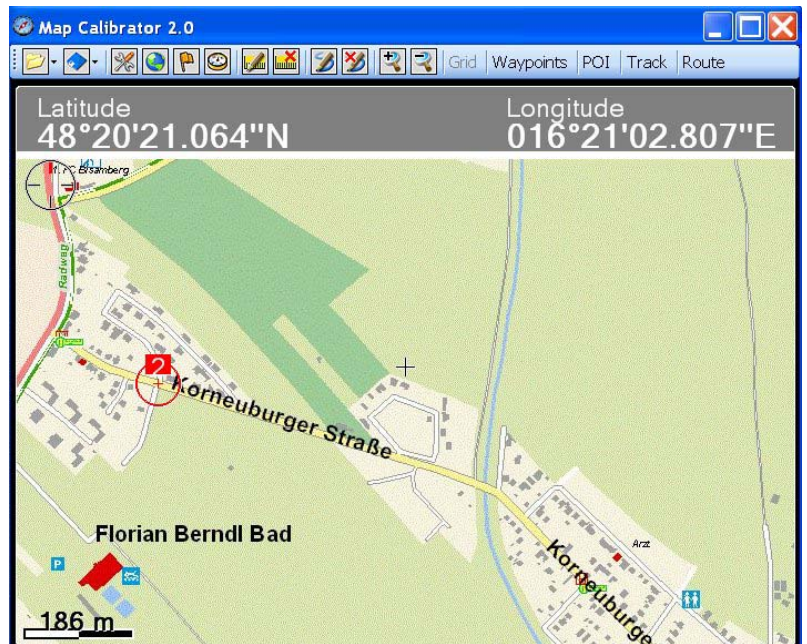 Map Calibrator 2.0
Grid Waypoints POI Track Route
Latitude Longitude
48°20'21.064"N 016°21'02.807"E
Bisamberg
Radweg
2
Korneuburger Straße
Florian Berndl Bad
P
Arzt
Korneuburge
186 m